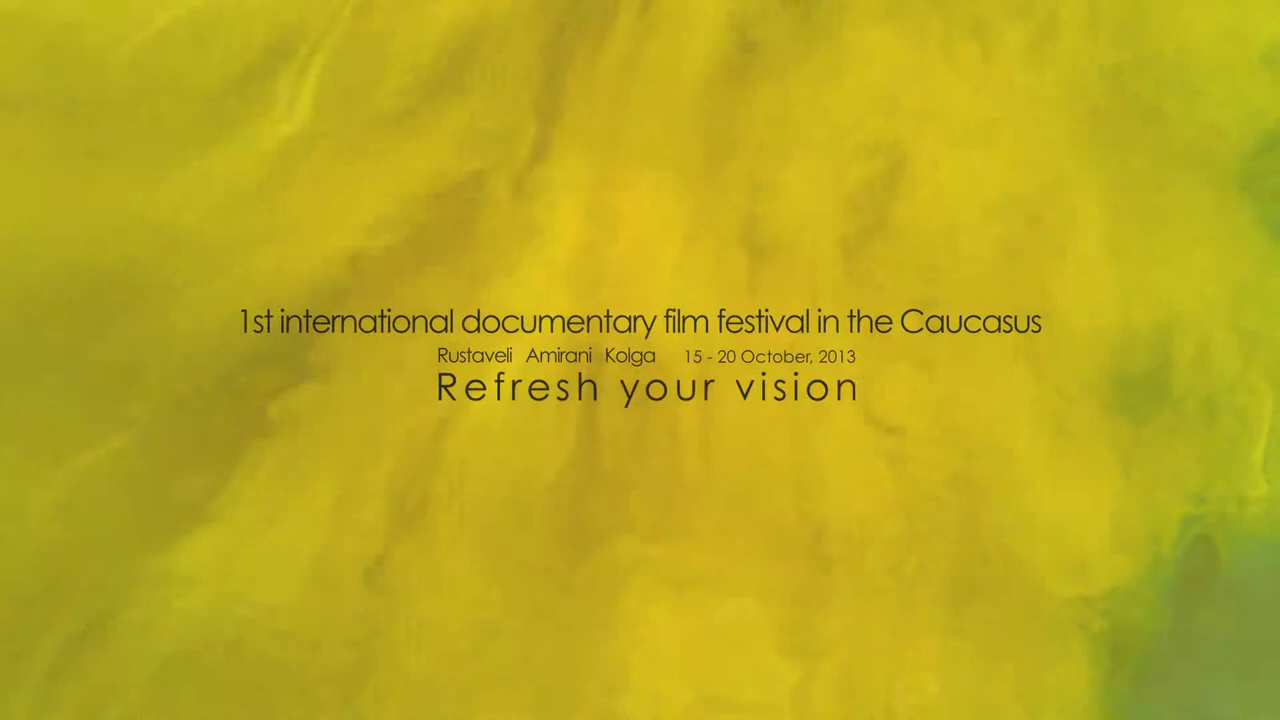 1st international documentary film festival in the Caucasus
Rustaveli Amirani Kolga 15 - 20 October, 2013
Refresh your vision